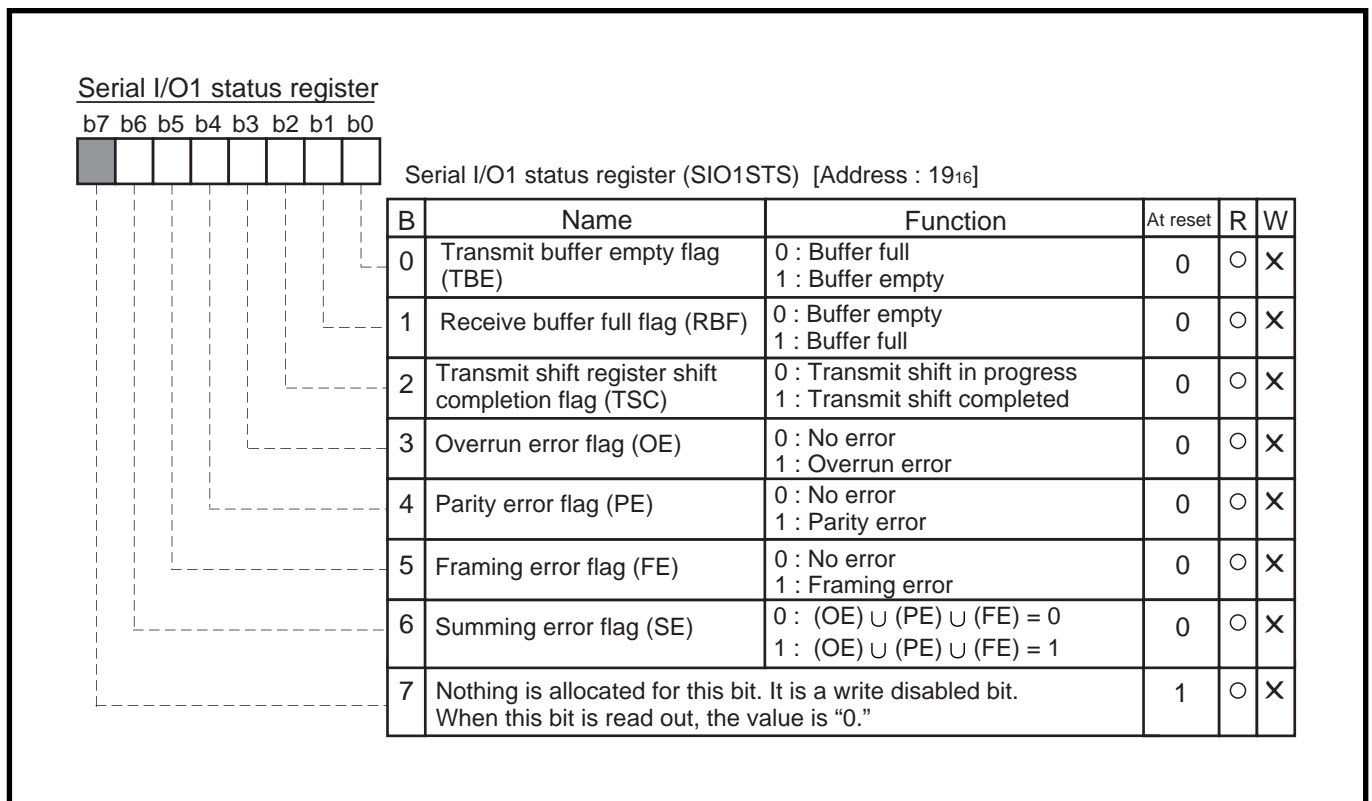 Serial I/O1 status register
b7 b6 b5 b4 b3 b2 b1 b0
Serial I/O1 status register (SIO1STS) [Address : 19₁₆]
B Name Function At reset R W
0 Transmit buffer empty flag (TBE) 0 : Buffer full 0 ○ ✕
1 : Buffer empty
1 Receive buffer full flag (RBF) 0 : Buffer empty 0 ○ ✕
1 : Buffer full
2 Transmit shift register shift completion flag (TSC) 0 : Transmit shift in progress 0 ○ ✕
1 : Transmit shift completed
3 Overrun error flag (OE) 0 : No error 0 ○ ✕
1 : Overrun error
4 Parity error flag (PE) 0 : No error 0 ○ ✕
1 : Parity error
5 Framing error flag (FE) 0 : No error 0 ○ ✕
1 : Framing error
6 Summing error flag (SE) 0 : (OE) ∪ (PE) ∪ (FE) = 0 0 ○ ✕
1 : (OE) ∪ (PE) ∪ (FE) = 1
7 Nothing is allocated for this bit. It is a write disabled bit. 1 ○ ✕
When this bit is read out, the value is “0.”